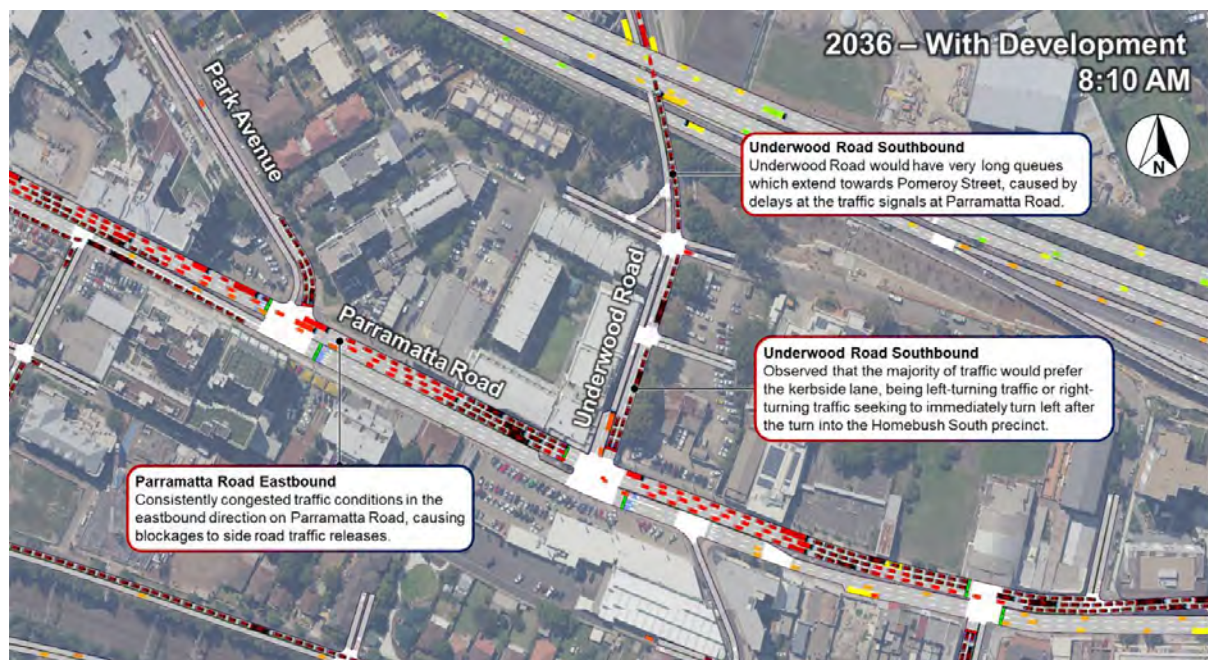 2036 – With Development
8:10 AM
N
Park Avenue
Underwood Road Southbound
Underwood Road would have very long queues
which extend towards Pomeroy Street, caused by
delays at the traffic signals at Parramatta Road.
Parramatta Road
Underwood Road
Underwood Road Southbound
Observed that the majority of traffic would prefer
the kerbside lane, being left-turning traffic or right-
turning traffic seeking to immediately turn left after
the turn into the Homebush South precinct.
Parramatta Road Eastbound
Consistently congested traffic conditions in the
eastbound direction on Parramatta Road, causing
blockages to side road traffic releases.